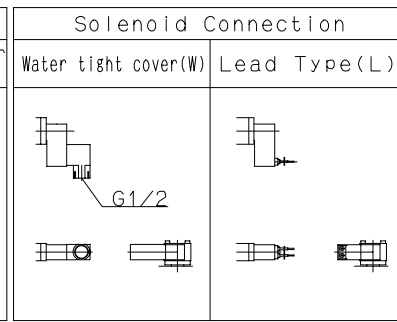 Solenoid Connection
Water tight cover(W)
Lead Type(L)
G1/2